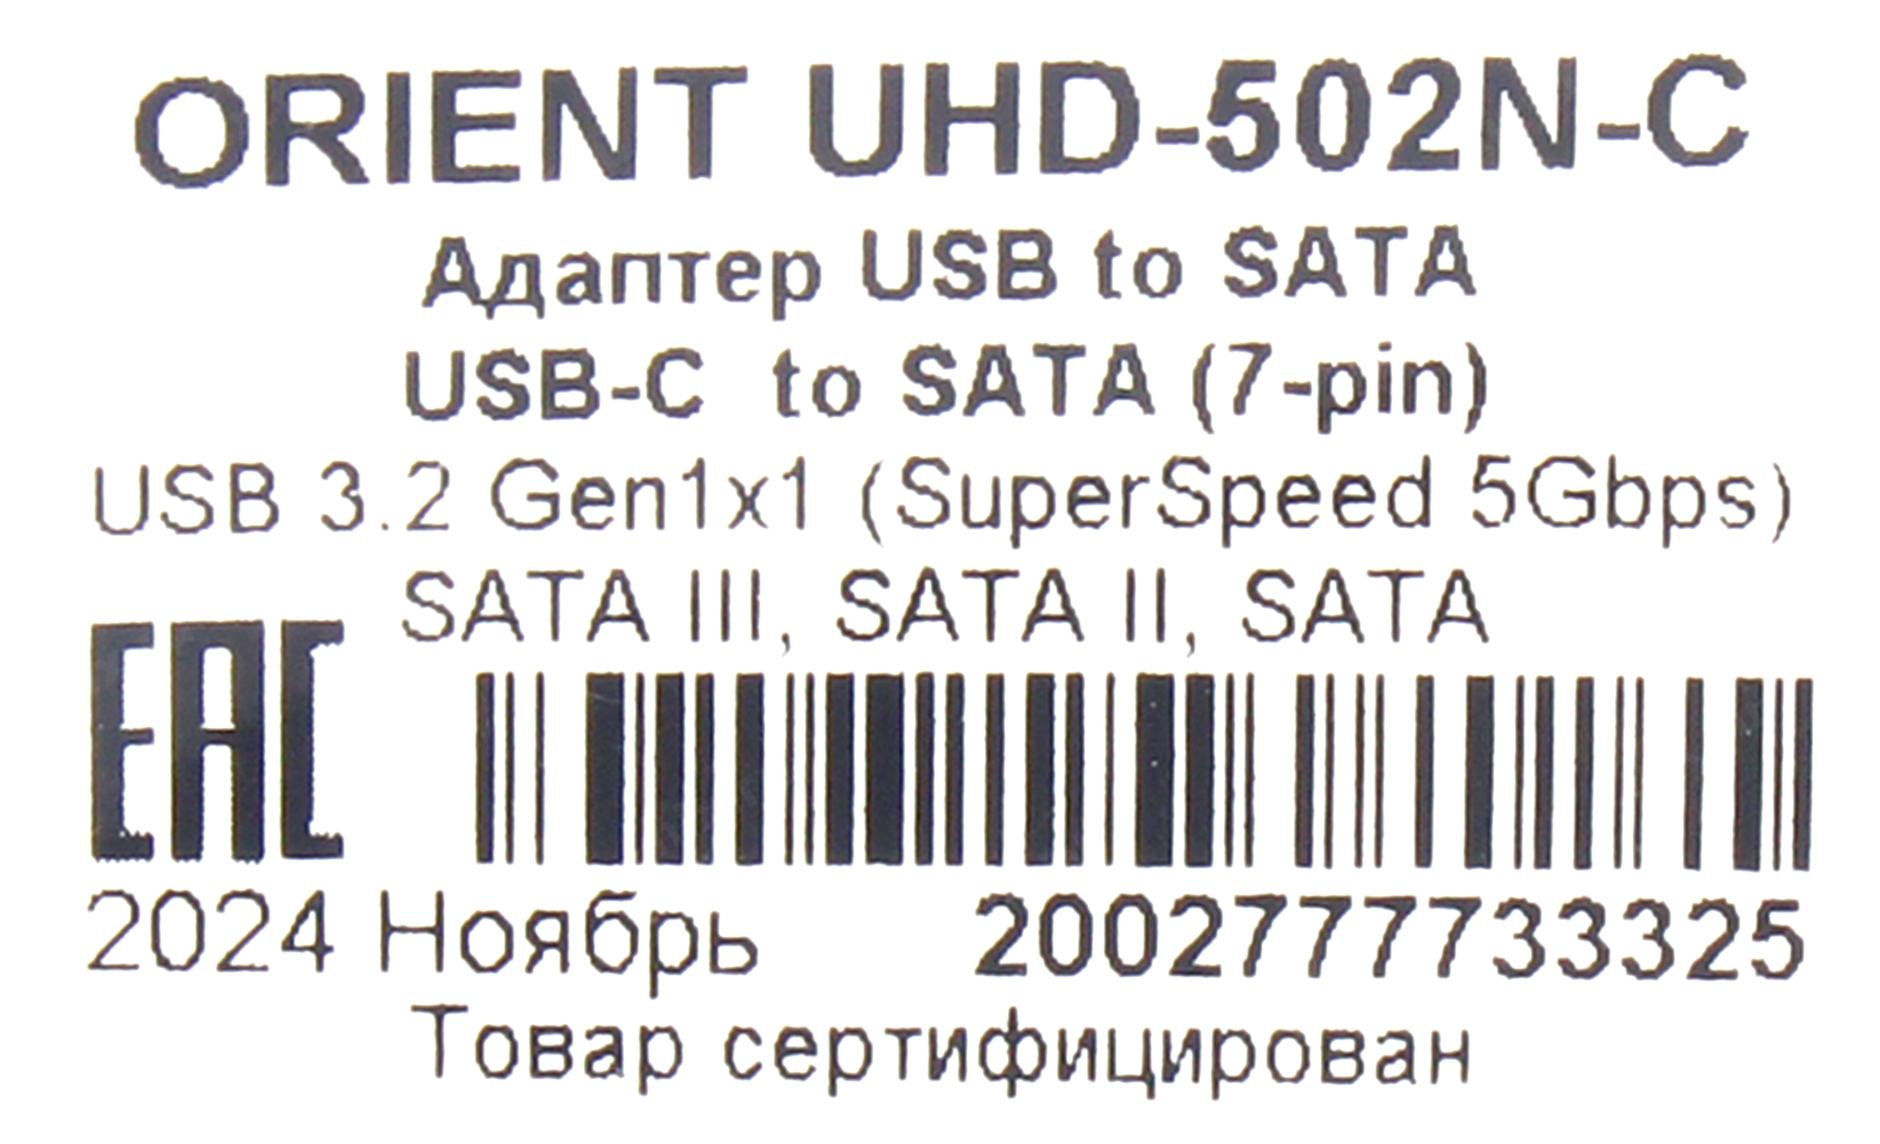 ORIENT UHD-502N-C
Адаптер USB to SATA
USB-C to SATA (7-pin)
USB 3.2 Gen1x1 (SuperSpeed 5Gbps)
SATA III, SATA II, SATA
EAC
2024 Ноябрь 2002777733325
Товар сертифицирован